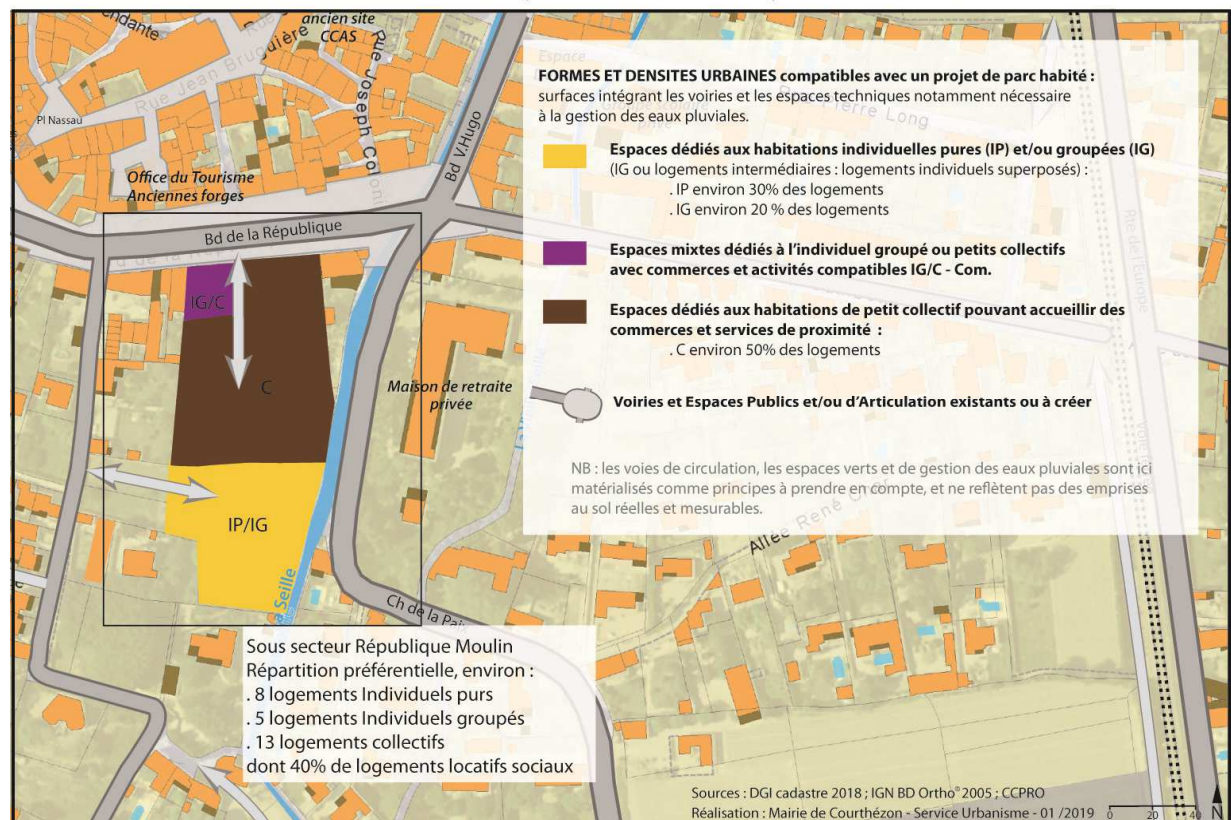 ancien site
CCAS
Rue Jean Bruguière
Rue Joseph Colonieu
Pl Nassau
Office du Tourisme
Anciennes forges
Bd V.Hugo
Bd de la République
IG/C
C
IP/IG
Maison de retraite
privée
Seille
Ch de la Paix
Allée René Char
Rte de l'Europe
FORMES ET DENSITES URBAINES compatibles avec un projet de parc habité :
surfaces intégrant les voiries et les espaces techniques notamment nécessaire
à la gestion des eaux pluviales.
Espaces dédiés aux habitations individuelles pures (IP) et/ou groupées (IG)
(IG ou logements intermédiaires : logements individuels superposés) :
. IP environ 30% des logements
. IG environ 20 % des logements
Espaces mixtes dédiés à l'individuel groupé ou petits collectifs
avec commerces et activités compatibles IG/C - Com.
Espaces dédiés aux habitations de petit collectif pouvant accueillir des
commerces et services de proximité :
. C environ 50% des logements
Voiries et Espaces Publics et/ou d'Articulation existants ou à créer
NB : les voies de circulation, les espaces verts et de gestion des eaux pluviales sont ici
matérialisés comme principes à prendre en compte, et ne reflètent pas des emprises
au sol réelles et mesurables.
Sous secteur République Moulin
Répartition préférentielle, environ :
. 8 logements Individuels purs
. 5 logements Individuels groupés
. 13 logements collectifs
dont 40% de logements locatifs sociaux
Sources : DGI cadastre 2018 ; IGN BD Ortho® 2005 ; CCPRO
Réalisation : Mairie de Courthézon - Service Urbanisme - 01 /2019
0 20 40
N